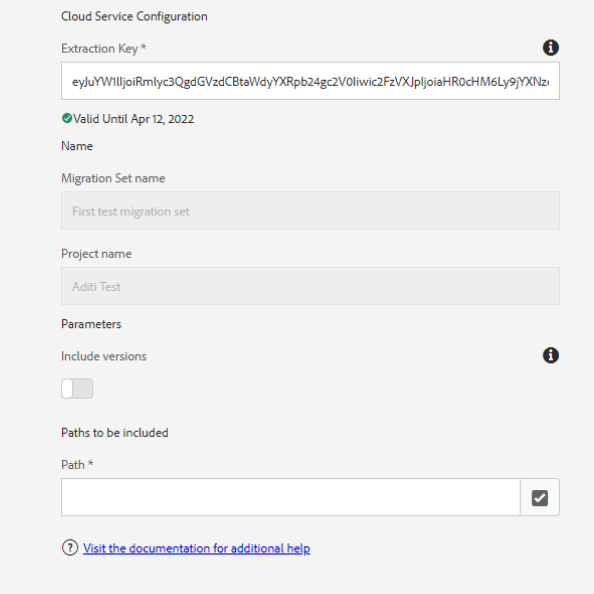 Cloud Service Configuration
Extraction Key *
eyJuYW1lIjoiRmlyc3QgdGVzdCBtaWdyYXRpb24gc2V0Iiwic2FzVXJpIjoiaHR0cHM6Ly9jYXNzc
Valid Until Apr 12, 2022
Name
Migration Set name
First test migration set
Project name
Aditi Test
Parameters
Include versions
Paths to be included
Path *
Visit the documentation for additional help